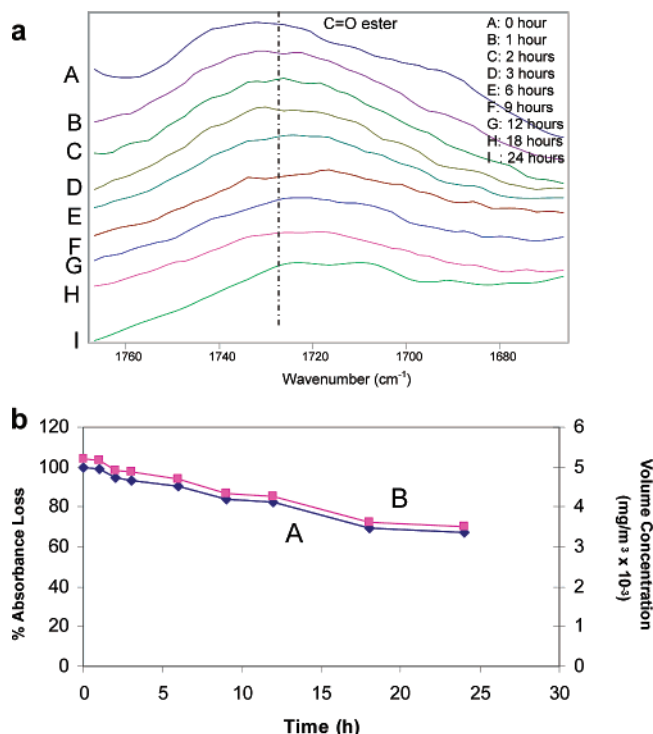 a
C=O ester
A: 0 hour
B: 1 hour
C: 2 hours
D: 3 hours
E: 6 hours
F: 9 hours
G: 12 hours
H: 18 hours
I : 24 hours
A
B
C
D
E
F
G
H
I
1760 1740 1720 1700 1680
Wavenumber (cm⁻¹)
b
120
100
80
60
40
20
0
% Absorbance Loss
A
B
6
5
4
3
2
1
0
Volume Concentration
(mg/m³ x 10⁻³)
0 5 10 15 20 25 30
Time (h)